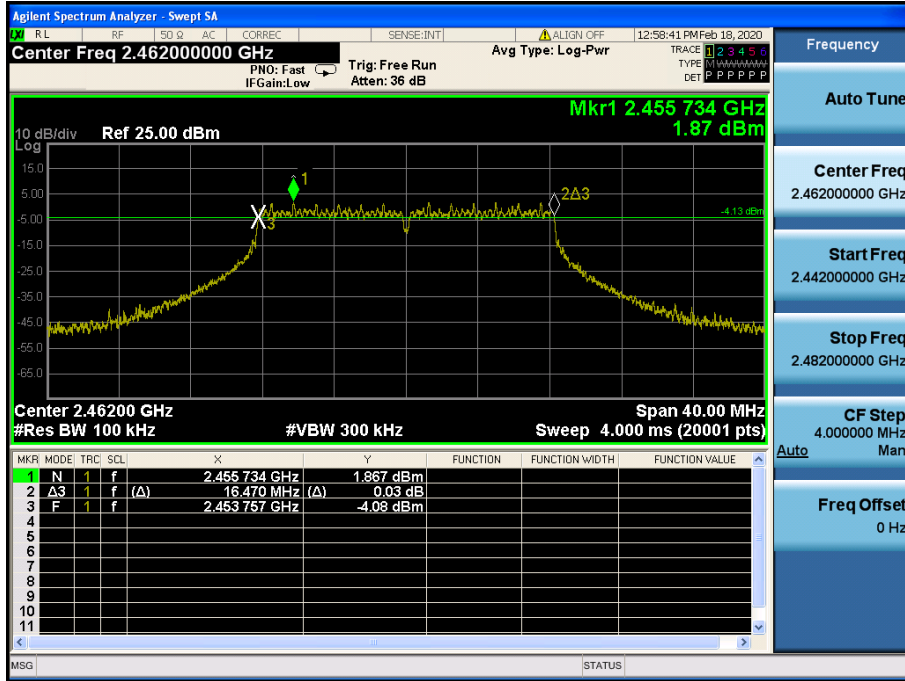 Agilent Spectrum Analyzer - Swept SA
LXI RL RF 50 Ω AC CORREC SENSE:INT ALIGN OFF 12:58:41 PM Feb 18, 2020
Center Freq 2.462000000 GHz Avg Type: Log-Pwr TRACE 1 2 3 4 5 6
PNO: Fast Trig: Free Run TYPE M WWWWW
IFGain:Low Atten: 36 dB DET P P P P P P
Mkr1 2.455 734 GHz
1.87 dBm
10 dB/div Ref 25.00 dBm
Log
15.0
5.00
-5.00
-15.0
-25.0
-35.0
-45.0
-55.0
-65.0
1
2Δ3
3
-4.13 dBm
Center 2.46200 GHz Span 40.00 MHz
#Res BW 100 kHz #VBW 300 kHz Sweep 4.000 ms (20001 pts)
MKR MODE TRC SCL X Y FUNCTION FUNCTION WIDTH FUNCTION VALUE
1 N 1 f 2.455 734 GHz 1.867 dBm
2 Δ3 1 f (Δ) 16.470 MHz (Δ) 0.03 dB
3 F 1 f 2.453 757 GHz -4.08 dBm
4
5
6
7
8
9
10
11
MSG STATUS
Frequency
Auto Tune
Center Freq
2.462000000 GHz
Start Freq
2.442000000 GHz
Stop Freq
2.482000000 GHz
CF Step
4.000000 MHz
Auto Man
Freq Offset
0 Hz